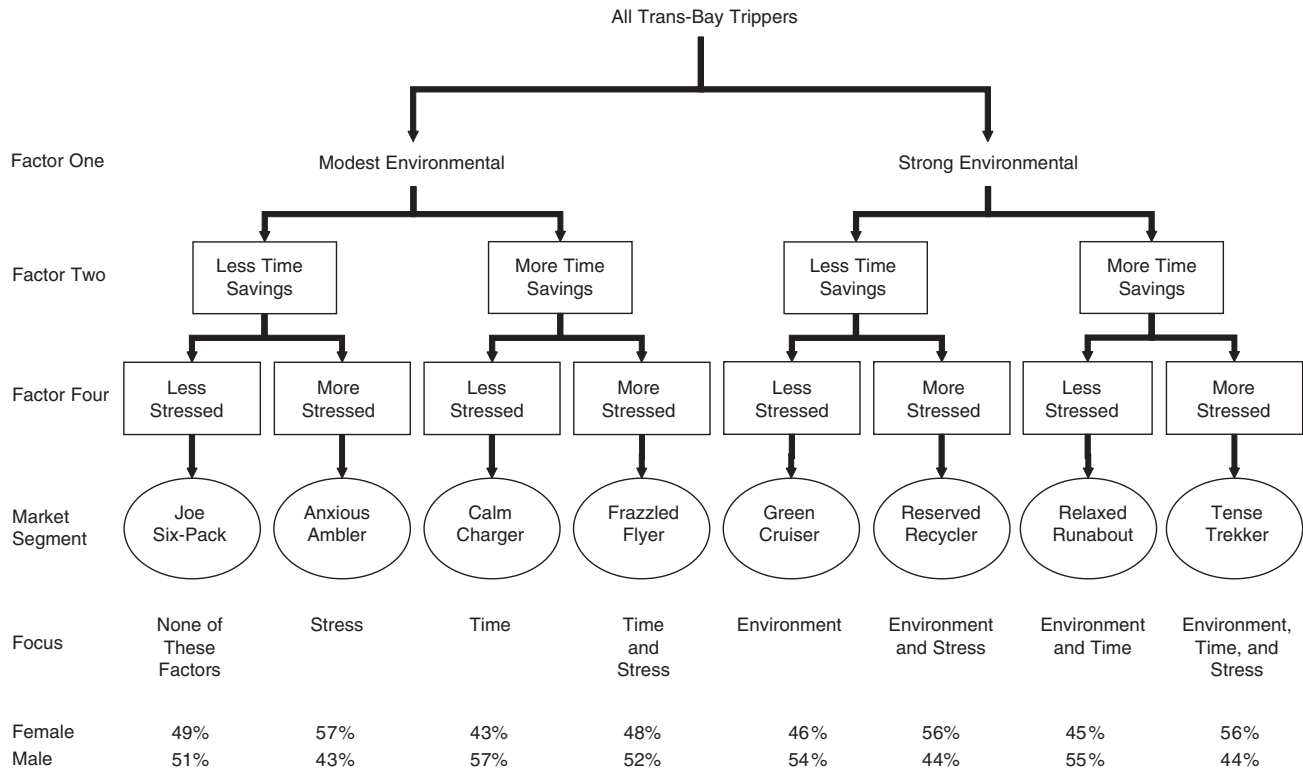 All Trans-Bay Trippers
Factor One
Modest Environmental
Strong Environmental
Factor Two
Less Time
Savings
More Time
Savings
Less Time
Savings
More Time
Savings
Factor Four
Less
Stressed
More
Stressed
Less
Stressed
More
Stressed
Less
Stressed
More
Stressed
Less
Stressed
More
Stressed
Market
Segment
Joe
Six-Pack
Anxious
Ambler
Calm
Charger
Frazzled
Flyer
Green
Cruiser
Reserved
Recycler
Relaxed
Runabout
Tense
Trekker
Focus
None of
These
Factors
Stress
Time
Time
and
Stress
Environment
Environment
and Stress
Environment
and Time
Environment,
Time, and
Stress
Female 49% 57% 43% 48% 46% 56% 45% 56%
Male 51% 43% 57% 52% 54% 44% 55% 44%